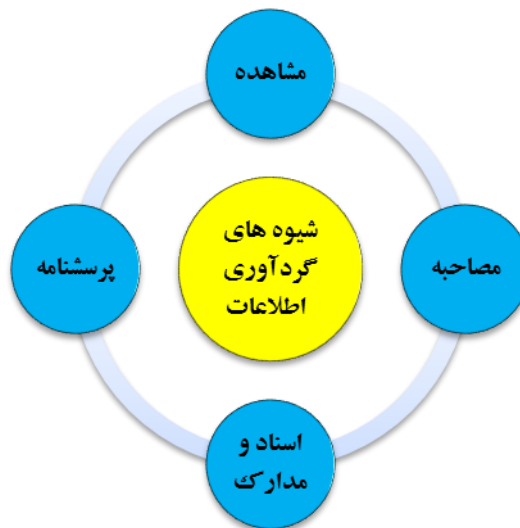 مشاهده
شیوه های
گردآوری
اطلاعات
مصاحبه
پرسشنامه
اسناد و
مدارک